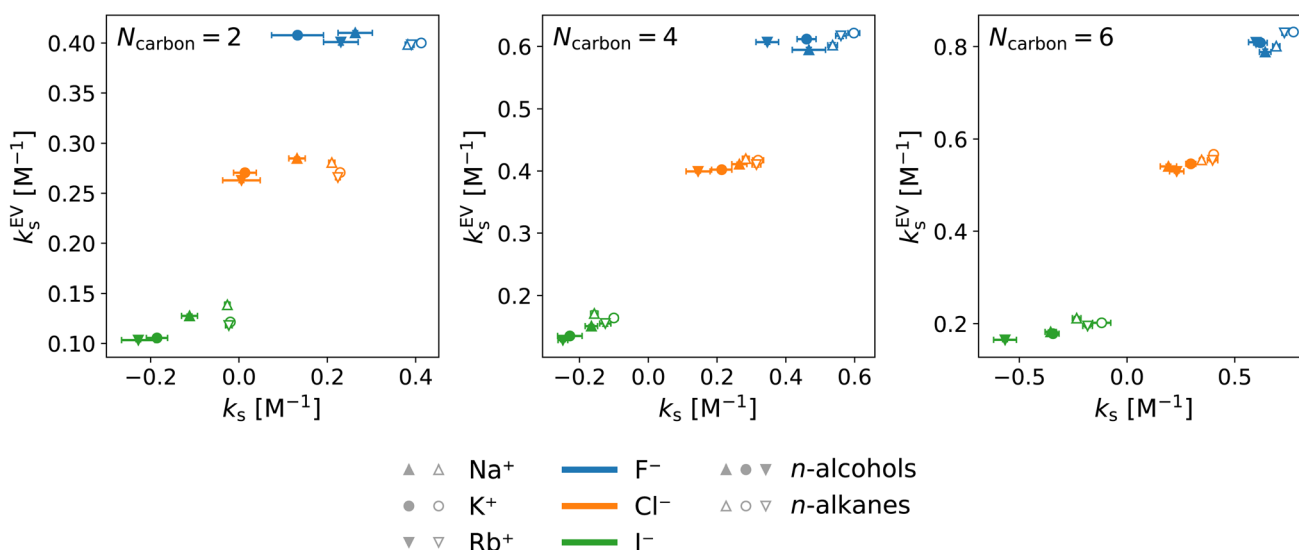 N_carbon = 2
N_carbon = 4
N_carbon = 6
k_s^EV [M⁻¹]
0.40
0.35
0.30
0.25
0.20
0.15
0.10
−0.2 0.0 0.2 0.4
k_s [M⁻¹]
k_s^EV [M⁻¹]
0.6
0.5
0.4
0.3
0.2
−0.2 0.0 0.2 0.4 0.6
k_s [M⁻¹]
k_s^EV [M⁻¹]
0.8
0.6
0.4
0.2
−0.5 0.0 0.5
k_s [M⁻¹]
Na⁺ F⁻ n-alcohols
K⁺ Cl⁻ n-alkanes
Rb⁺ I⁻